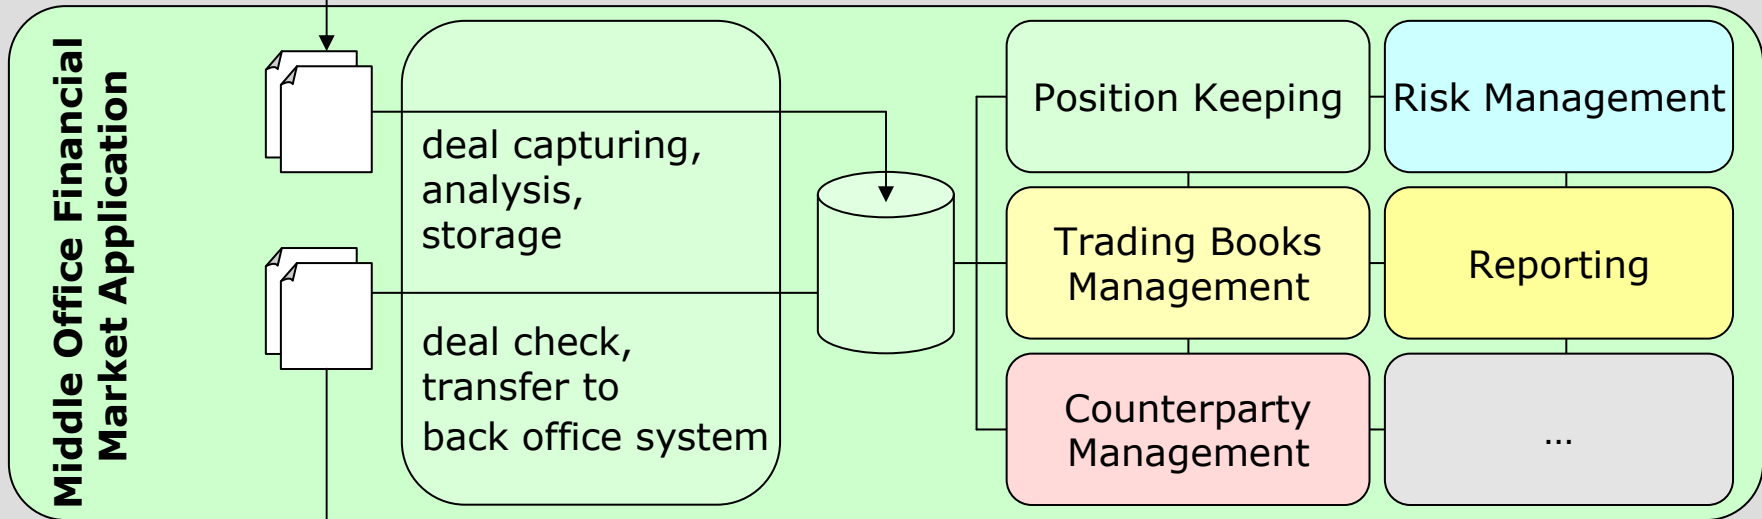 Middle Office Financial
Market Application
deal capturing,
analysis,
storage
deal check,
transfer to
back office system
Position Keeping
Risk Management
Trading Books
Management
Reporting
Counterparty
Management
...